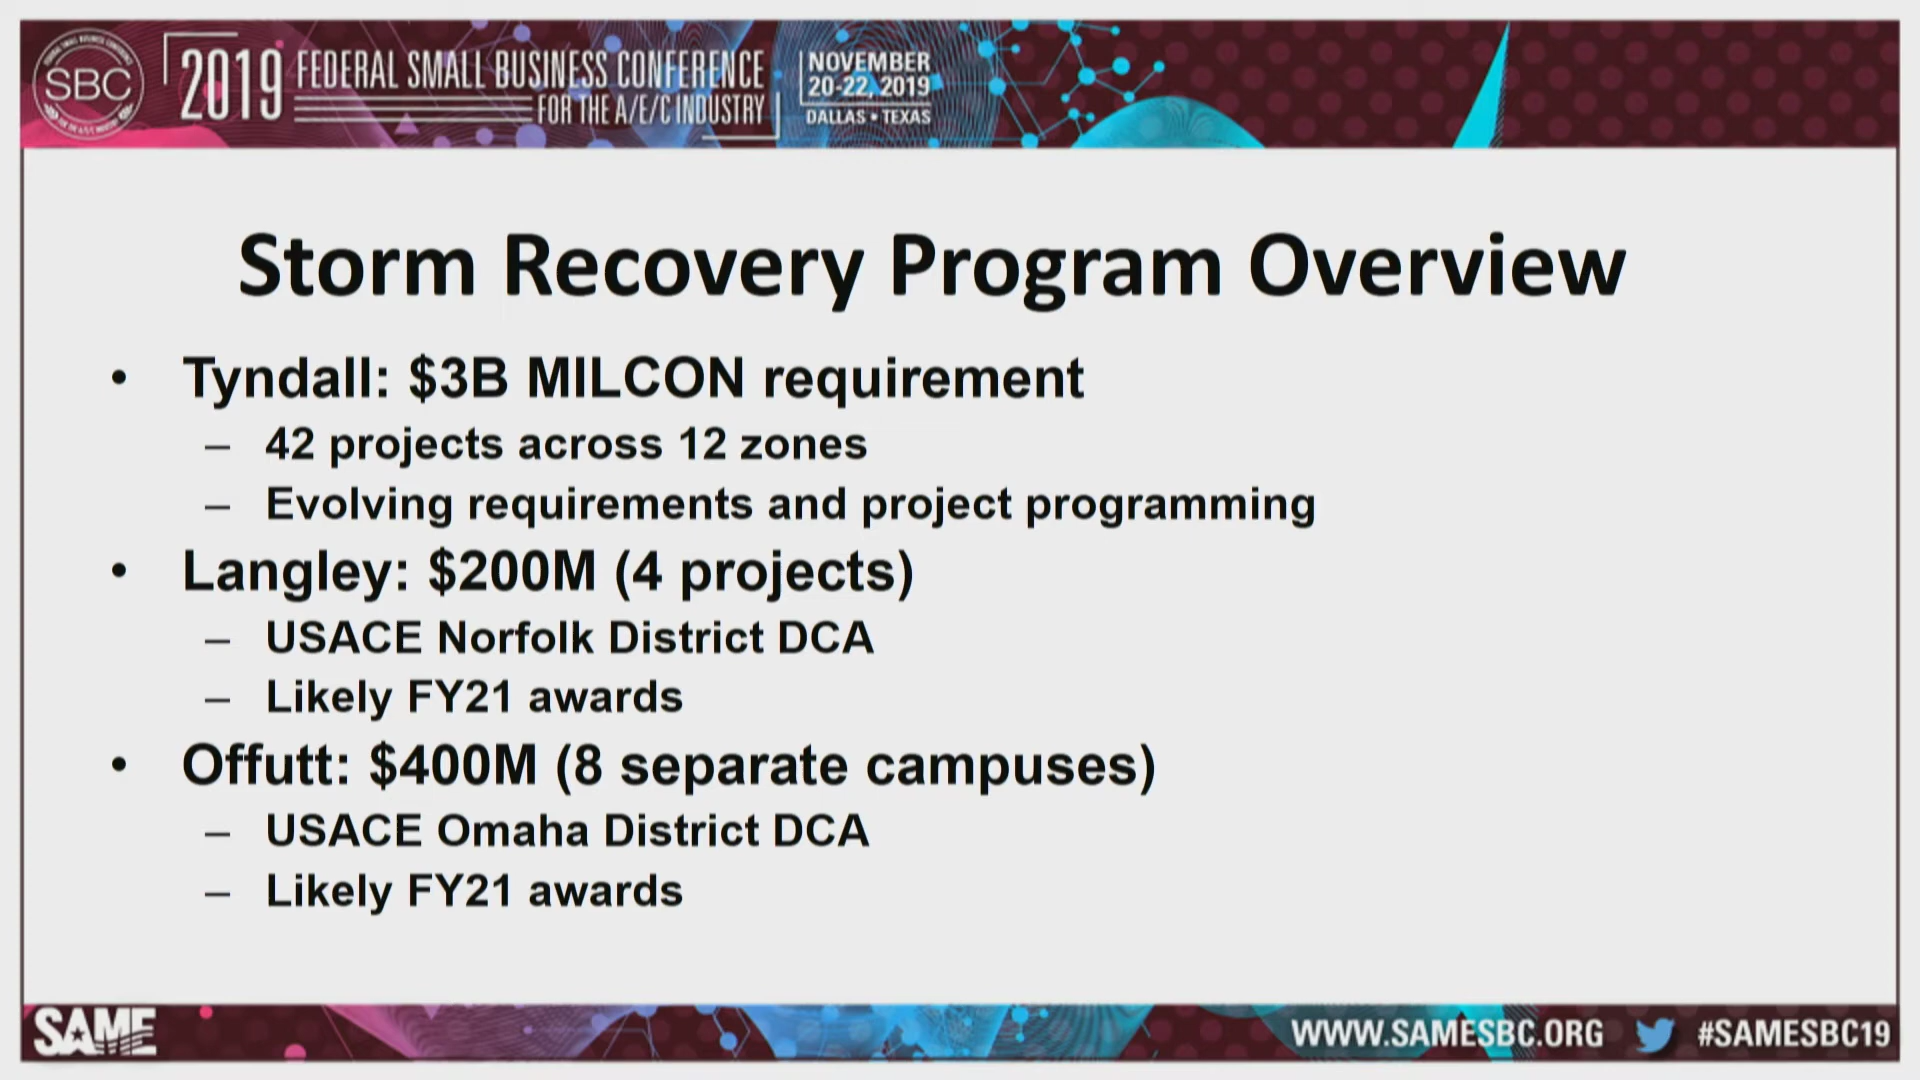 SBC
2019 FEDERAL SMALL BUSINESS CONFERENCE
FOR THE A/E/C INDUSTRY
NOVEMBER
20-22, 2019
DALLAS • TEXAS
Storm Recovery Program Overview
• Tyndall: $3B MILCON requirement
– 42 projects across 12 zones
– Evolving requirements and project programming
• Langley: $200M (4 projects)
– USACE Norfolk District DCA
– Likely FY21 awards
• Offutt: $400M (8 separate campuses)
– USACE Omaha District DCA
– Likely FY21 awards
SAME
WWW.SAMESBC.ORG
#SAMESBC19